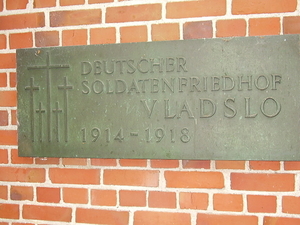 DEUTSCHER
SOLDATENFRIEDHOF
VLADSLO
1914-1918